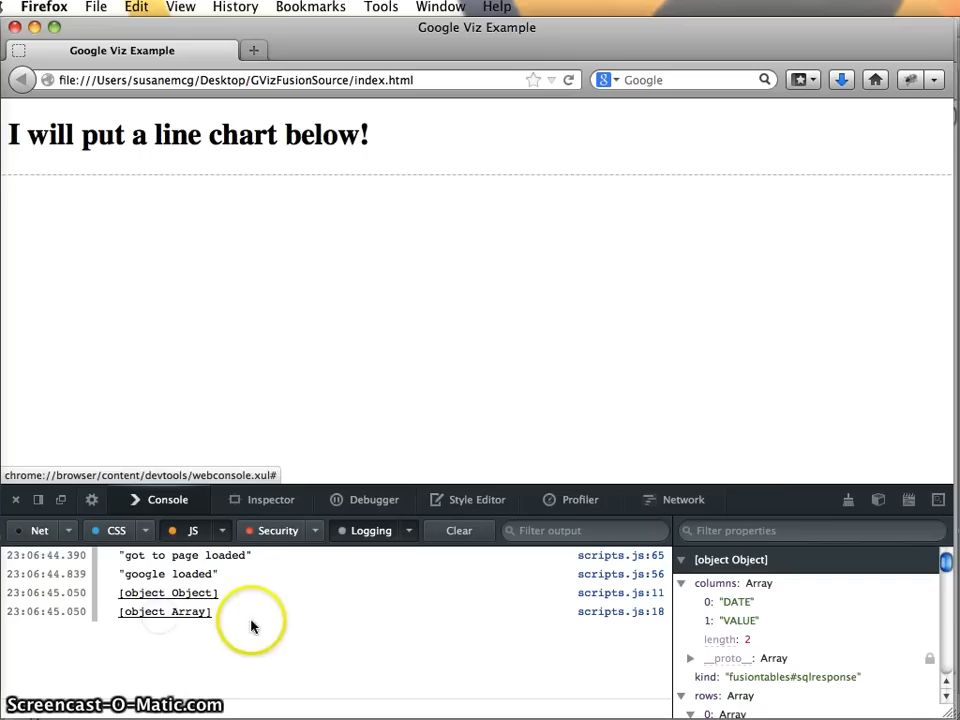 Firefox File Edit View History Bookmarks Tools Window Help
Google Viz Example
Google Viz Example +
file:///Users/susanemcg/Desktop/GVizFusionSource/index.html Google
I will put a line chart below!
chrome://browser/content/devtools/webconsole.xul#
Console Inspector Debugger Style Editor Profiler Network
Net CSS JS Security Logging Clear Filter output Filter properties
23:06:44.390 "got to page loaded" scripts.js:65 [object Object]
23:06:44.839 "google loaded" scripts.js:56 columns: Array
23:06:45.050 [object Object] scripts.js:11 0: "DATE"
23:06:45.050 [object Array] scripts.js:18 1: "VALUE"
length: 2
__proto__: Array
kind: "fusiontables#sqlresponse"
rows: Array
0: Array
Screencast-O-Matic.com